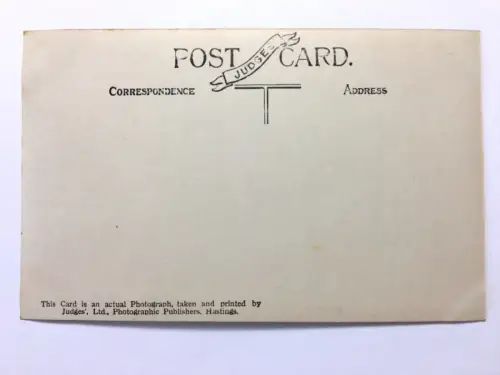 POST CARD.
JUDGES
CORRESPONDENCE
ADDRESS
This Card is an actual Photograph, taken and printed by
Judges', Ltd., Photographic Publishers, Hastings.